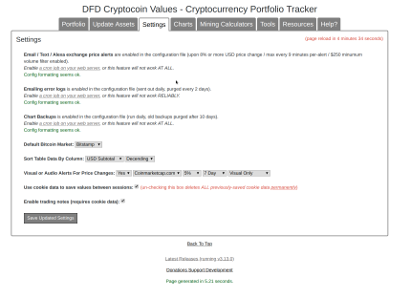 DFD Cryptocoin Values - Cryptocurrency Portfolio Tracker
Portfolio Update Assets Settings Charts Mining Calculators Tools Resources Help?
Settings
(page reload in 4 minutes 34 seconds)
Email / Text / Alexa exchange price alerts are enabled in the configuration file (upon 8% or more USD price change / max every 9 minutes per-alert / $250 minimum
volume filter enabled).
Enable a cron job on your web server, or this feature will not work AT ALL.
Config formatting seems ok.
Emailing error logs is enabled in the configuration file (sent out daily, purged every 2 days).
Enable a cron job on your web server, or this feature will not work RELIABLY.
Config formatting seems ok.
Chart Backups is enabled in the configuration file (run daily, old backups purged after 10 days).
Enable a cron job on your web server, or this feature will not work AT ALL.
Config formatting seems ok.
Default Bitcoin Market: Bitstamp
Sort Table Data By Column: USD Subtotal Decending
Visual or Audio Alerts For Price Changes: Yes Coinmarketcap.com 5% 7 Day Visual Only
Use cookie data to save values between sessions: (un-checking this box deletes ALL previously-saved cookie data permanently)
Enable trading notes (requires cookie data):
Save Updated Settings
Back To Top
Latest Releases (running
Donations Support Development
Page generated in 5.21 seconds.